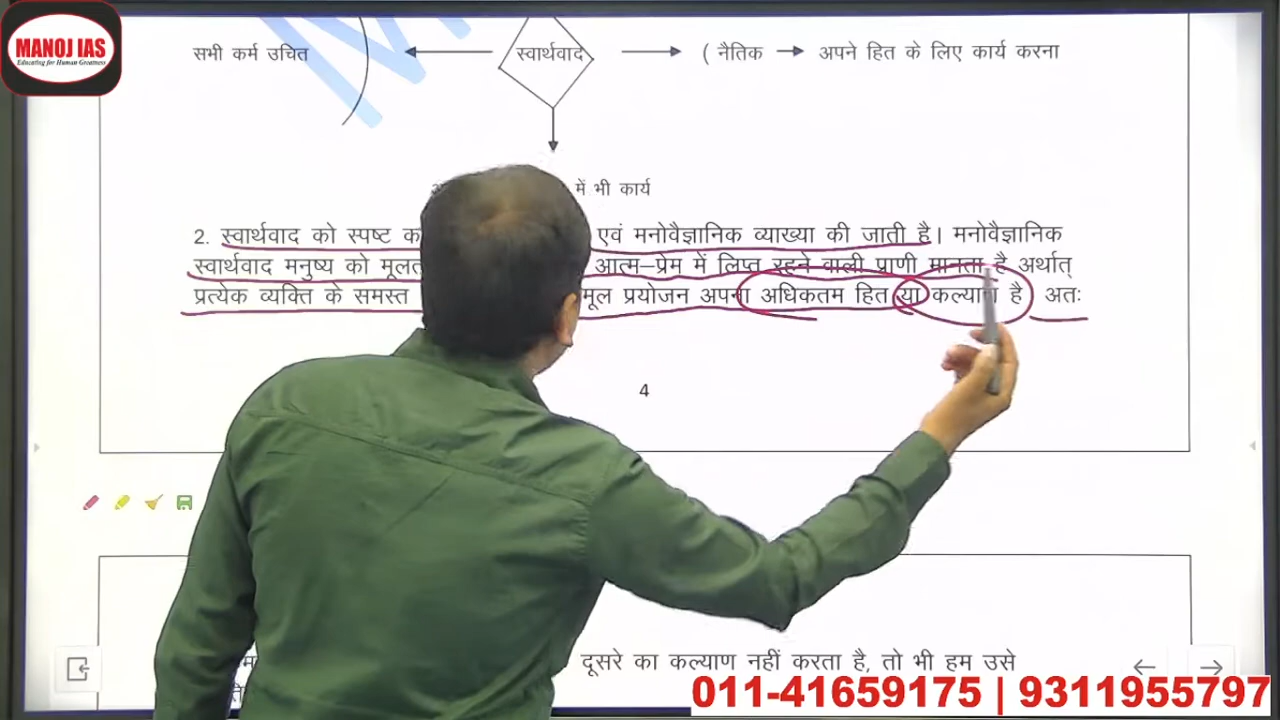 MANOJ IAS
Educating for Human Greatness
सभी कर्म उचित
स्वार्थवाद
( नैतिक
अपने हित के लिए कार्य करना
में भी कार्य
2. स्वार्थवाद को स्पष्ट एवं मनोवैज्ञानिक व्याख्या की जाती है। मनोवैज्ञानिक
स्वार्थवाद मनुष्य को आत्म–प्रेम में लिप्त रहने वाली प्राणी मानता है अर्थात्
प्रत्येक व्यक्ति के समस्त मूल प्रयोजन अपना अधिकतम हित या कल्याण है अतः
4
दूसरे का कल्याण नहीं करता है, तो भी हम उसे
011-41659175 | 9311955797